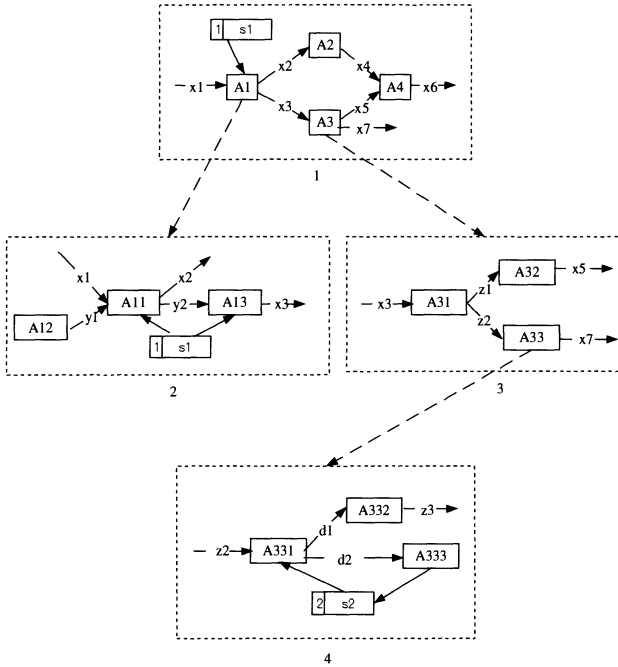 1 s1
A2
x2 x4
x1 A1 A4 x6
x3 x5
A3 x7
1
x1 x2
A11 y2 A13 x3
A12 y1
1 s1
2
A32 x5
z1
x3 A31
z2
A33 x7
3
A332 z3
d1
z2 A331 d2 A333
2 s2
4